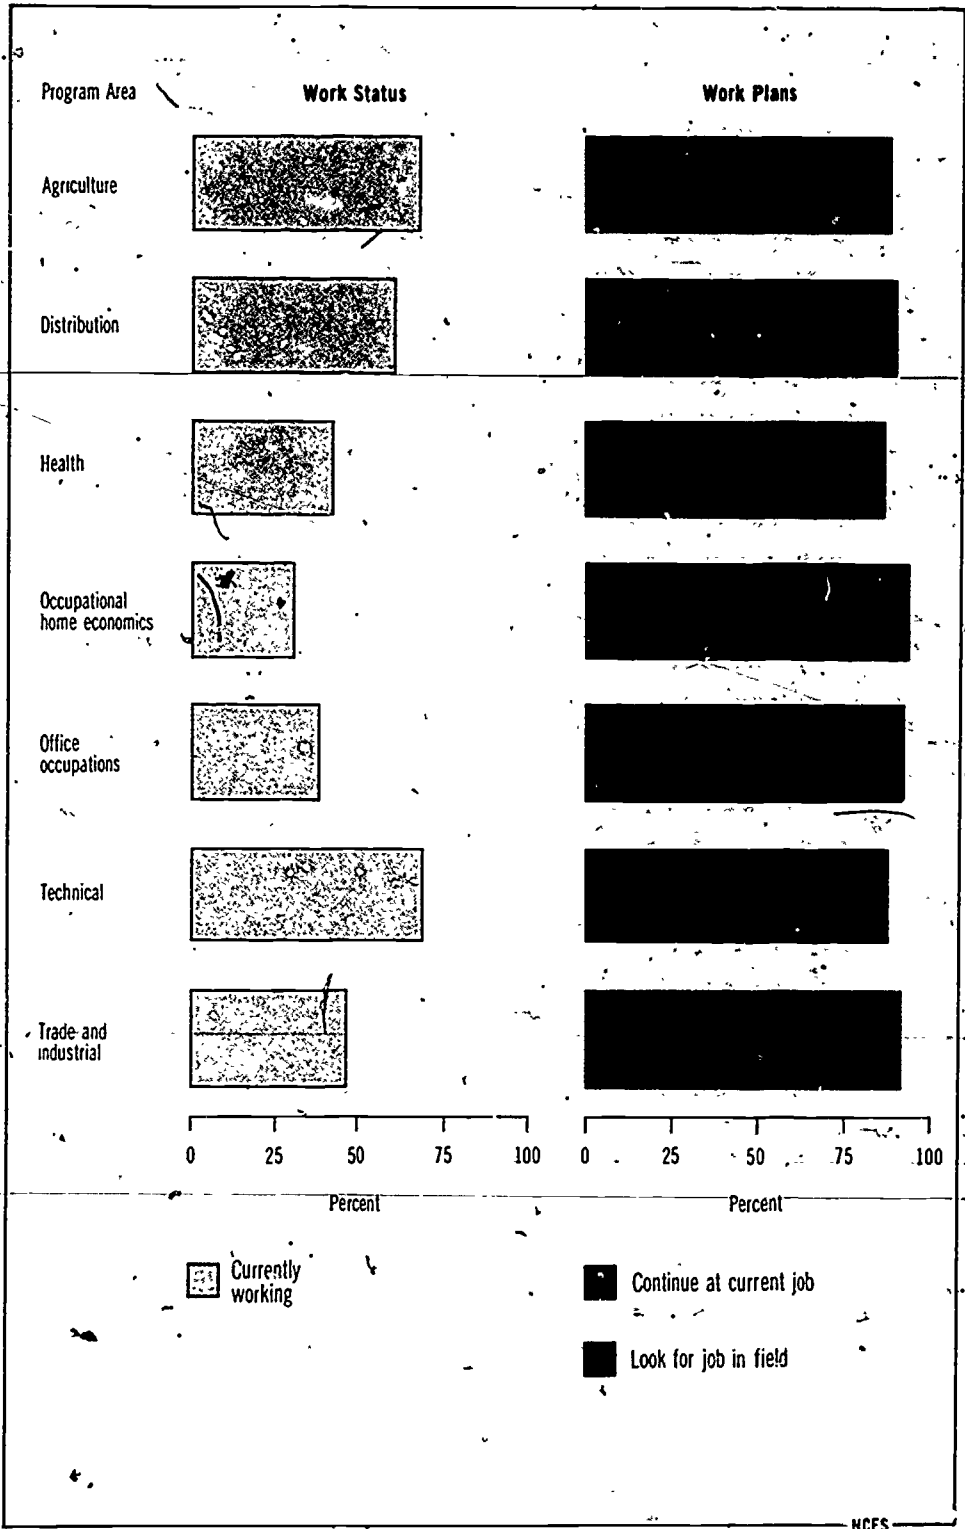 Program Area Work Status Work Plans
Agriculture
Distribution
Health
Occupational
home economics
Office
occupations
Technical
Trade and
industrial
0 25 50 75 100 0 25 50 75 100
Percent Percent
Currently
working
Continue at current job
Look for job in field
NCES